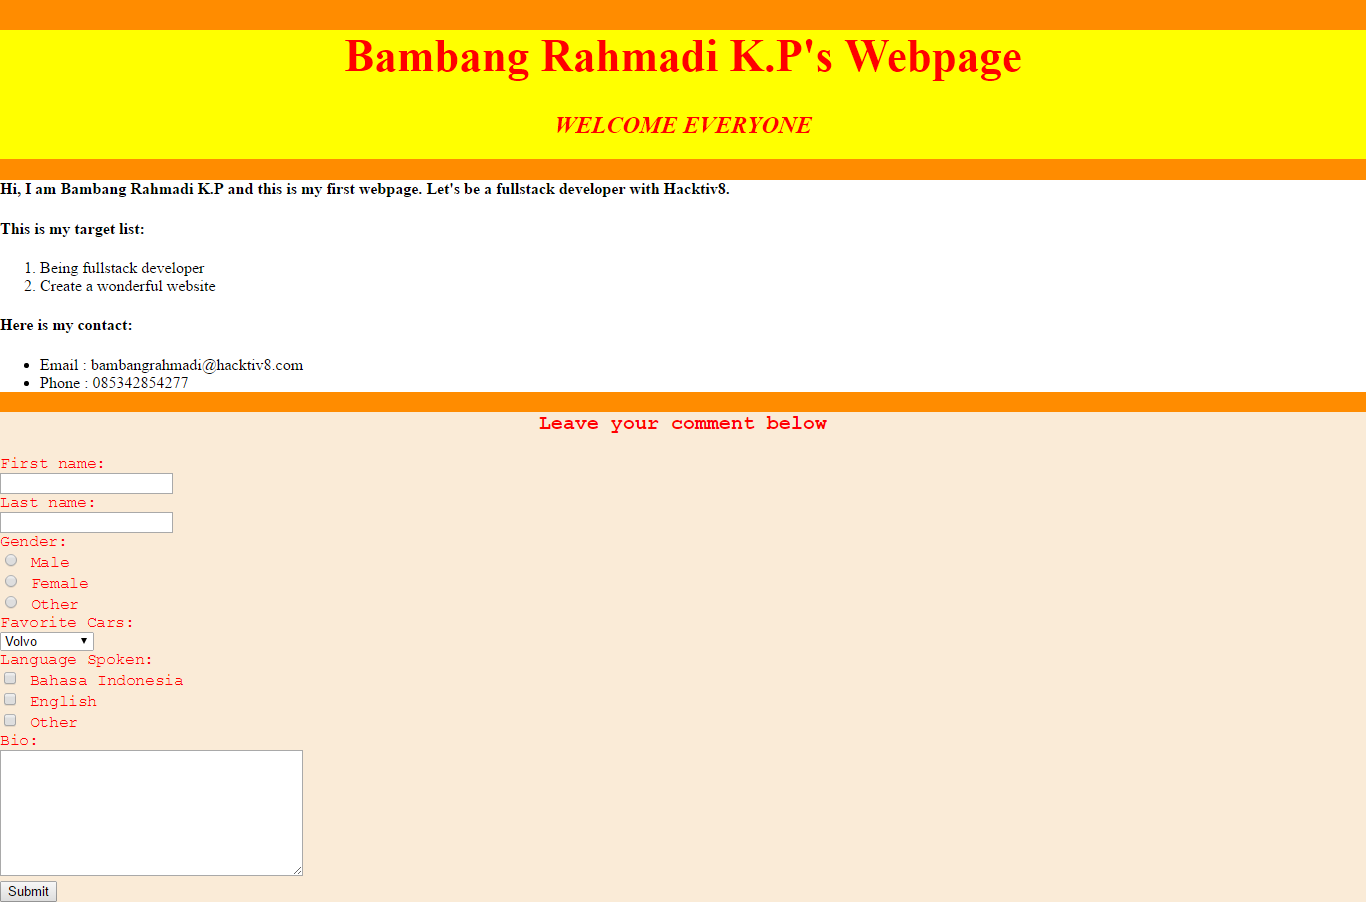 Bambang Rahmadi K.P's Webpage
WELCOME EVERYONE
Hi, I am Bambang Rahmadi K.P and this is my first webpage. Let's be a fullstack developer with Hacktiv8.
This is my target list:
1. Being fullstack developer
2. Create a wonderful website
Here is my contact:
• Email : bambangrahmadi@hacktiv8.com
• Phone : 085342854277
Leave your comment below
First name:
Last name:
Gender:
Male
Female
Other
Favorite Cars:
Volvo
Language Spoken:
Bahasa Indonesia
English
Other
Bio:
Submit